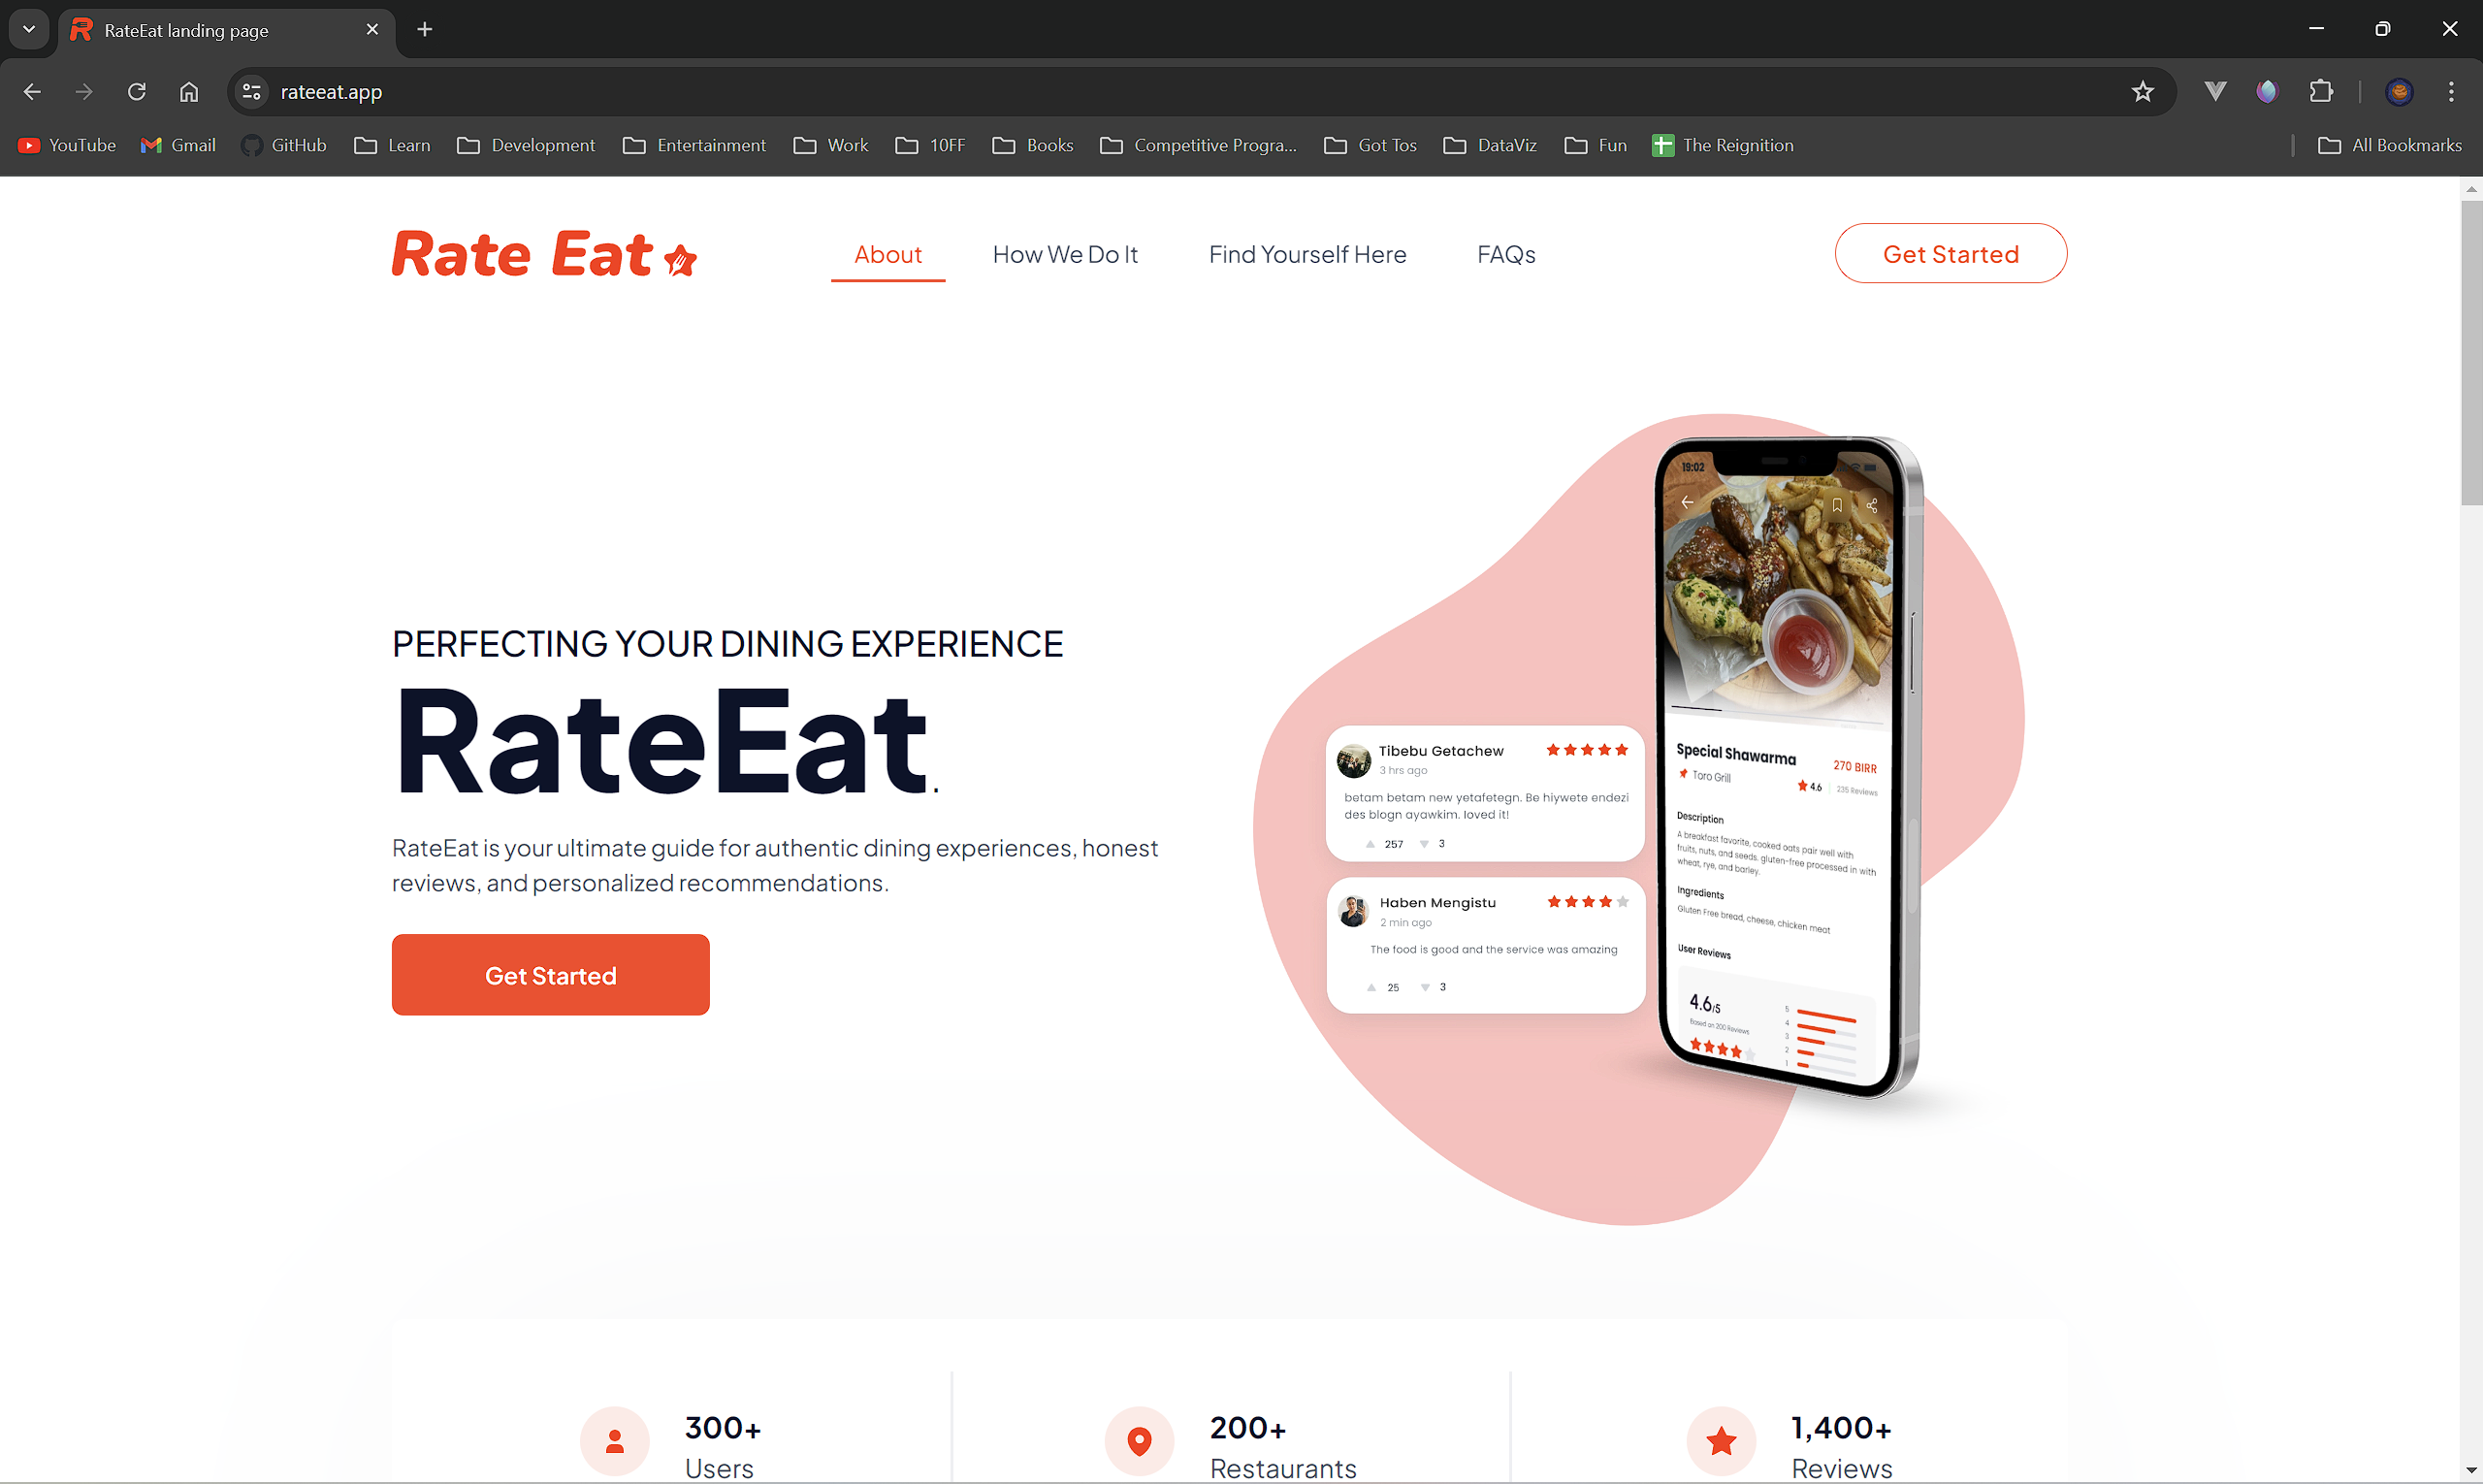 RateEat landing page
rateeat.app
YouTube Gmail GitHub Learn Development Entertainment Work 10FF Books Competitive Progra... Got Tos DataViz Fun The Reignition All Bookmarks
Rate Eat
About How We Do It Find Yourself Here FAQs Get Started
PERFECTING YOUR DINING EXPERIENCE
RateEat.
RateEat is your ultimate guide for authentic dining experiences, honest
reviews, and personalized recommendations.
Get Started
Tibebu Getachew
3 hrs ago
betam betam new yetafetegn. Be hiywete endezi
des blogn ayawkim. loved it!
257 3
Haben Mengistu
2 min ago
The food is good and the service was amazing
25 3
19:02
Special Shawarma 270 BIRR
Toro Grill 4.6 235 Reviews
Description
A breakfast favorite, cooked oats pair well with
fruits, nuts, and seeds. gluten-free processed in with
wheat, rye, and barley.
Ingredients
Gluten Free bread, cheese, chicken meat
User Reviews
4.6/5
Based on 200 Reviews
5
4
3
2
1
300+
Users
200+
Restaurants
1,400+
Reviews